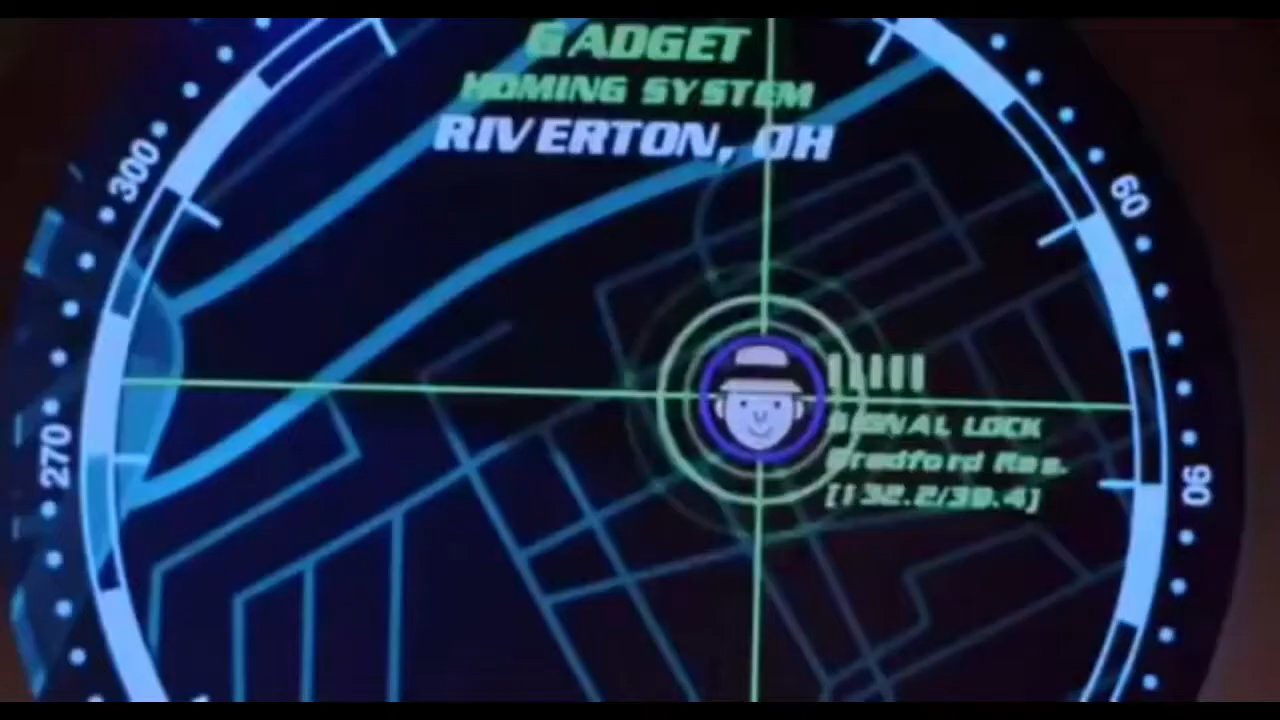 GADGET
HOMING SYSTEM
RIVERTON, OH
300
60
SIGNAL LOCK
Bradford Res.
[132.2/39.4]
270
90